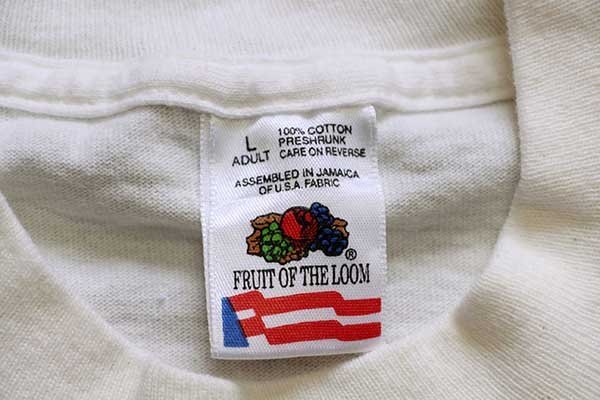 100% COTTON
L PRESHRUNK
ADULT CARE ON REVERSE
ASSEMBLED IN JAMAICA
OF U.S.A. FABRIC
®
FRUIT OF THE LOOM